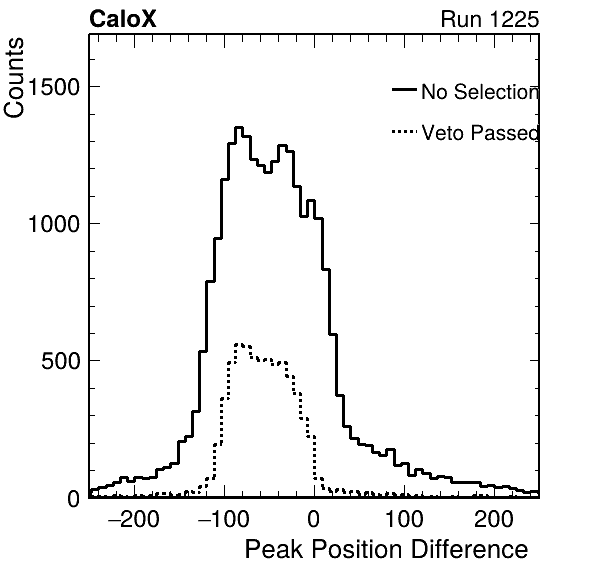 CaloX Run 1225
Counts
1500
No Selection
Veto Passed
1000
500
0
−200 −100 0 100 200
Peak Position Difference